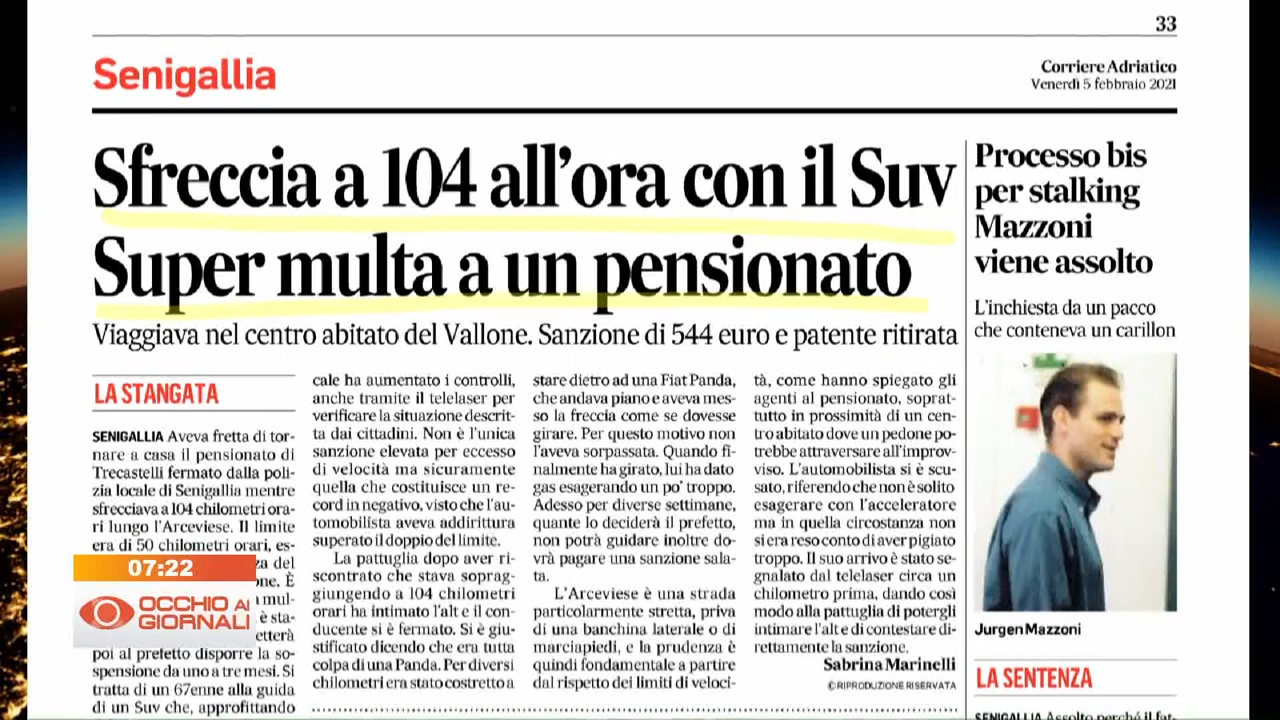 33
Senigallia
Corriere Adriatico
Venerdì 5 febbraio 2021
Sfreccia a 104 all'ora con il Suv
Super multa a un pensionato
Viaggiava nel centro abitato del Vallone. Sanzione di 544 euro e patente ritirata
LA STANGATA
SENIGALLIA Aveva fretta di tor-
nare a casa il pensionato di
Trecastelli fermato dalla poli-
zia locale di Senigallia mentre
sfrecciava a 104 chilometri ora-
ri lungo l'Arceviese. Il limite
era di 50 chilometri orari, es-
del
È
mul-
è sta-
etterà
poi al prefetto disporre la so-
spensione da uno a tre mesi. Si
tratta di un 67enne alla guida
di un Suv che, approfittando
cale ha aumentato i controlli,
anche tramite il telelaser per
verificare la situazione descrit-
ta dai cittadini. Non è l'unica
sanzione elevata per eccesso
di velocità ma sicuramente
quella che costituisce un re-
cord in negativo, visto che l'au-
tomobilista aveva addirittura
superato il doppio del limite.
La pattuglia dopo aver ri-
scontrato che stava soprag-
giungendo a 104 chilometri
orari ha intimato l'alt e il con-
ducente si è fermato. Si è giu-
stificato dicendo che era tutta
colpa di una Panda. Per diversi
chilometri era stato costretto a
stare dietro ad una Fiat Panda,
che andava piano e aveva mes-
so la freccia come se dovesse
girare. Per questo motivo non
l'aveva sorpassata. Quando fi-
nalmente ha girato, lui ha dato
gas esagerando un po' troppo.
Adesso per diverse settimane,
quante lo deciderà il prefetto,
non potrà guidare inoltre do-
vrà pagare una sanzione sala-
ta.
L'Arceviese è una strada
particolarmente stretta, priva
di una banchina laterale o di
marciapiedi, e la prudenza è
quindi fondamentale a partire
dal rispetto dei limiti di veloci-
tà, come hanno spiegato gli
agenti al pensionato, soprat-
tutto in prossimità di un cen-
tro abitato dove un pedone po-
trebbe attraversare all'improv-
viso. L'automobilista si è scu-
sato, riferendo che non è solito
esagerare con l'acceleratore
ma in quella circostanza non
si era reso conto di aver pigiato
troppo. Il suo arrivo è stato se-
gnalato dal telelaser circa un
chilometro prima, dando così
modo alla pattuglia di potergli
intimare l'alt e di contestare di-
rettamente la sanzione.
Sabrina Marinelli
© RIPRODUZIONE RISERVATA
Processo bis
per stalking
Mazzoni
viene assolto
L'inchiesta da un pacco
che conteneva un carillon
Jurgen Mazzoni
LA SENTENZA
SENIGALLIA Assolto perché il fat-
07:22
OCCHIO AI
GIORNALI